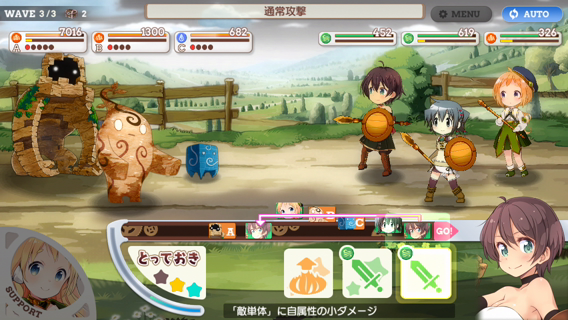 WAVE 3/3 2
通常攻撃
MENU
AUTO
7016
1300
682
452
619
326
A
B
C
A
B
C
GO!
とっておき
SUPPORT
「敵単体」に自属性の小ダメージ